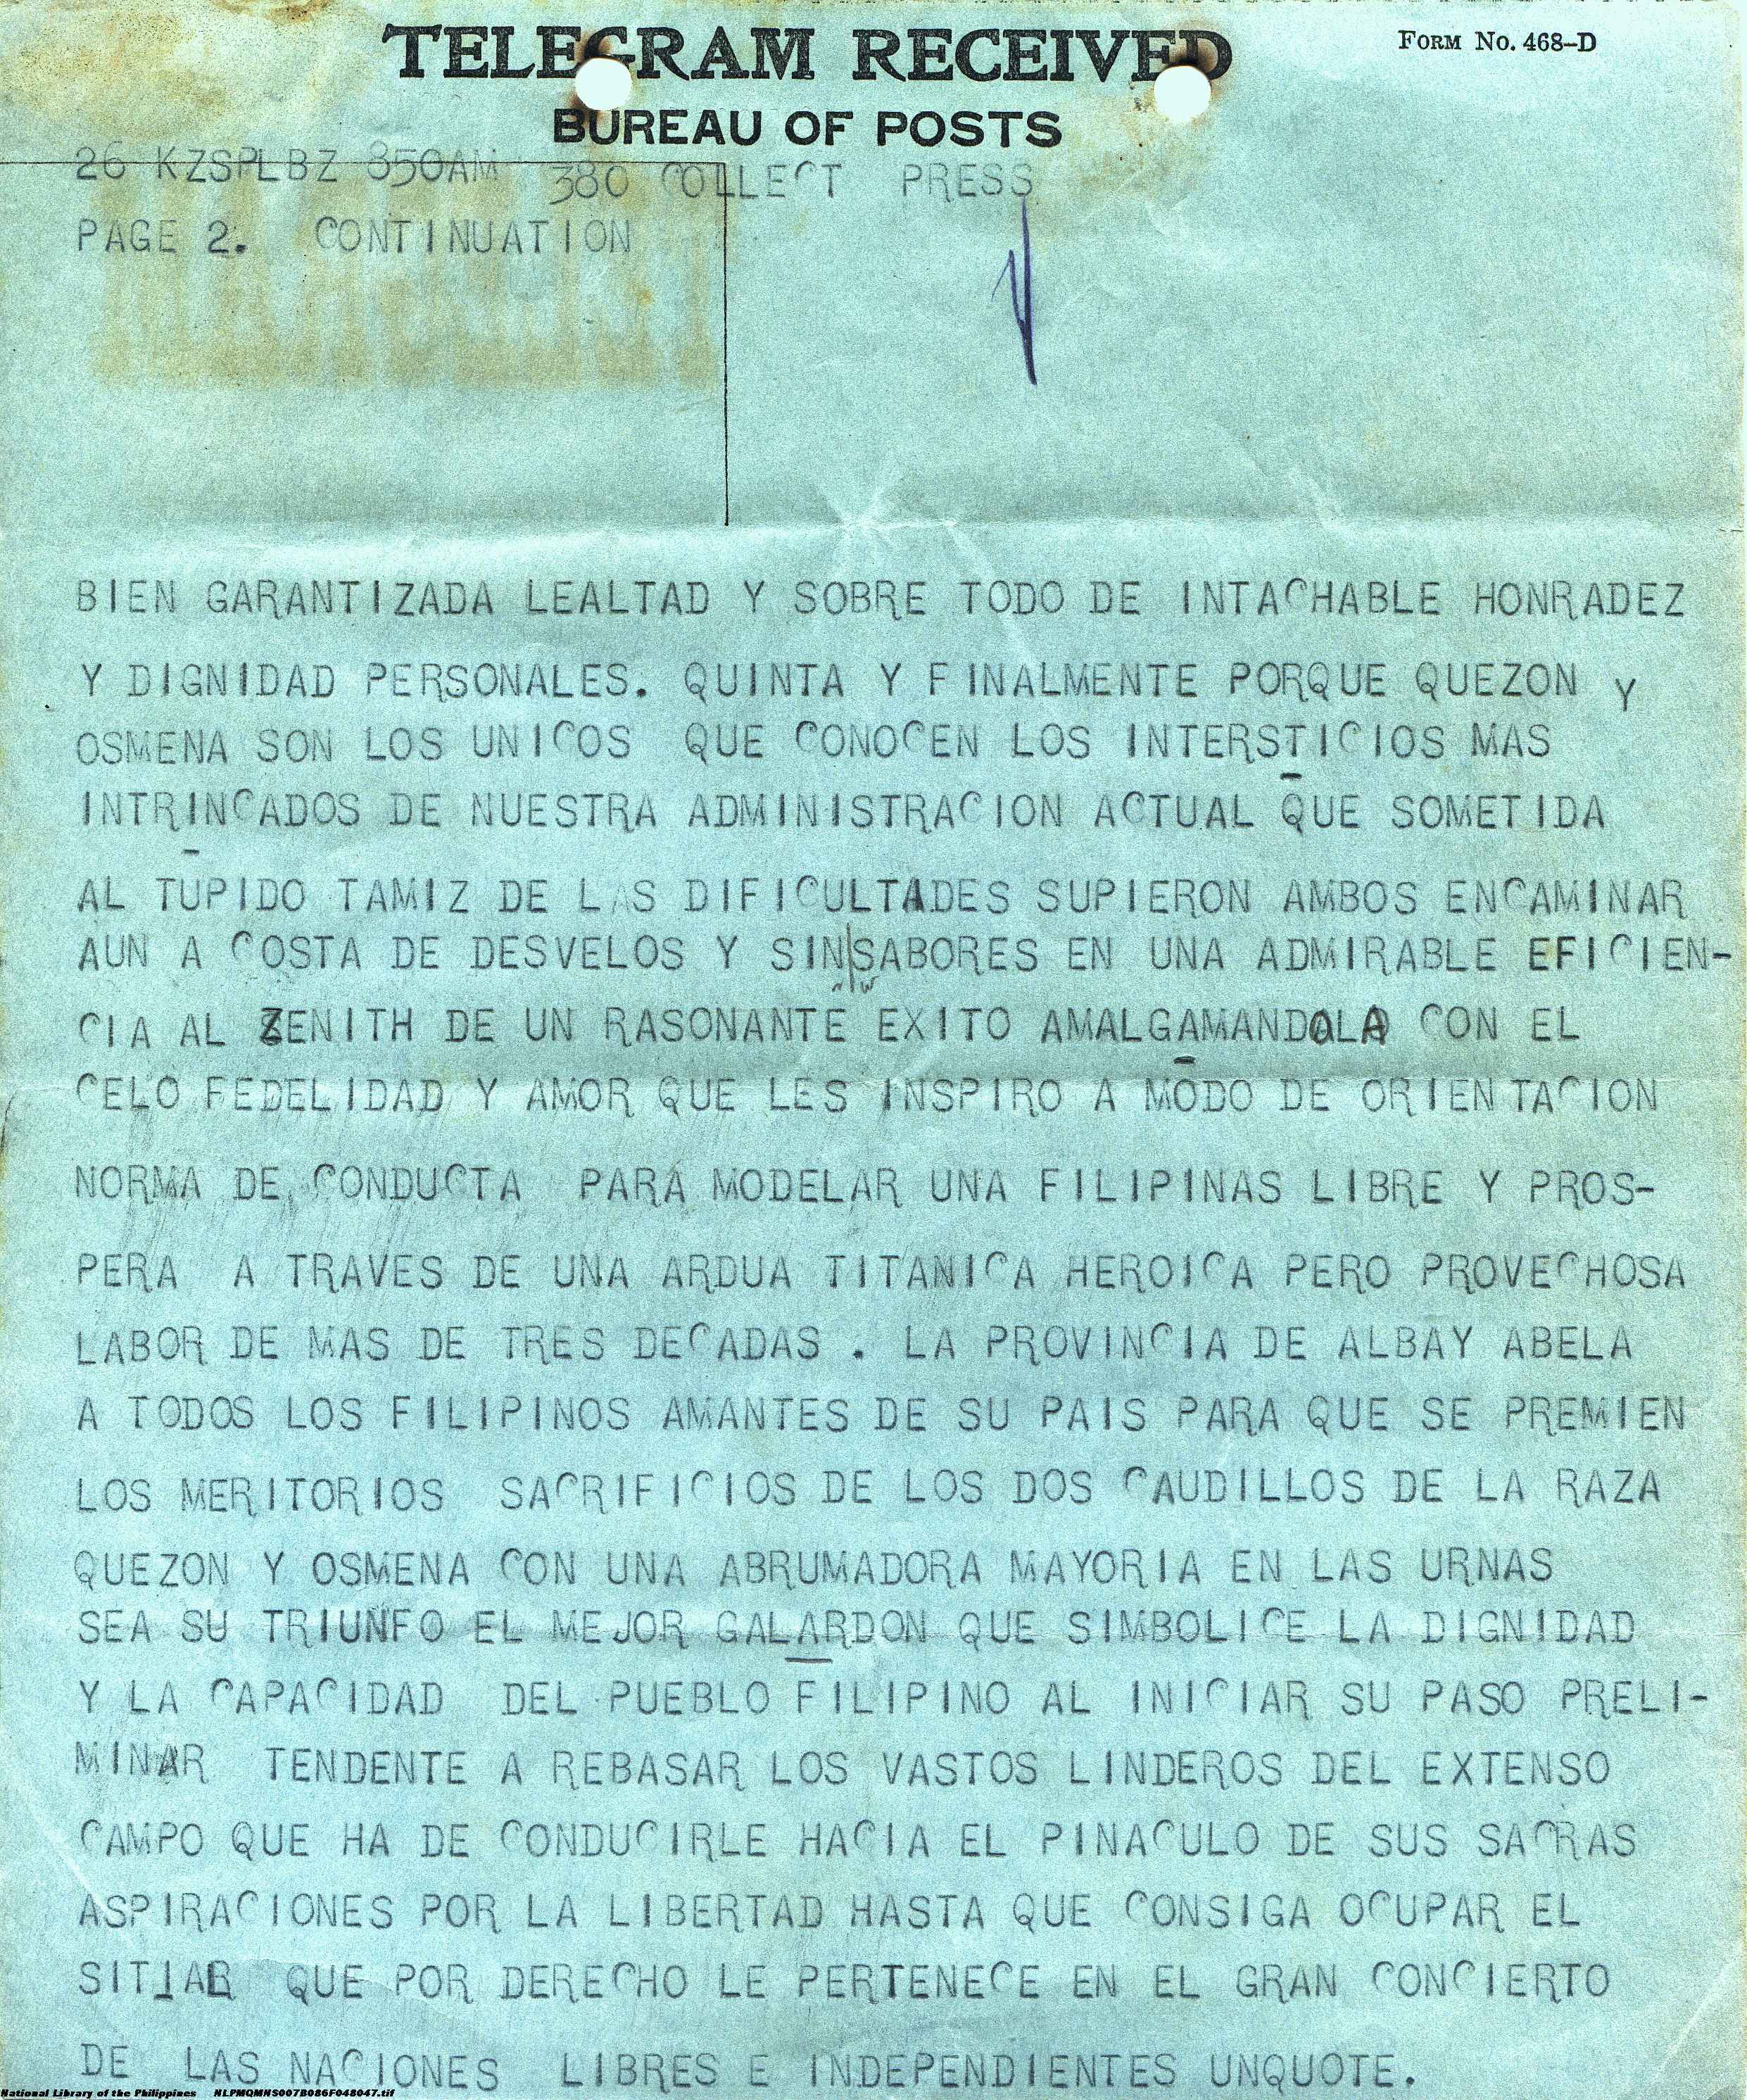 TELEGRAM RECEIVED
FORM NO. 468-D
BUREAU OF POSTS
26 KZSPLBZ 850AM 380 COLLECT PRESS
PAGE 2. CONTINUATION
BIEN GARANTIZADA LEALTAD Y SOBRE TODO DE INTACHABLE HONRADEZ
Y DIGNIDAD PERSONALES. QUINTA Y FINALMENTE PORQUE QUEZON Y
OSMENA SON LOS UNICOS QUE CONOCEN LOS INTERSTICIOS MAS
INTRINCADOS DE NUESTRA ADMINISTRACION ACTUAL QUE SOMETIDA
AL TUPIDO TAMIZ DE LAS DIFICULTADES SUPIERON AMBOS ENCAMINAR
AUN A COSTA DE DESVELOS Y SINSABORES EN UNA ADMIRABLE EFICIEN-
CIA AL ZENITH DE UN RASONANTE EXITO AMALGAMANDOLA CON EL
CELO FEDELIDAD Y AMOR QUE LES INSPIRO A MODO DE ORIENTACION
NORMA DE CONDUCTA PARA MODELAR UNA FILIPINAS LIBRE Y PROS-
PERA A TRAVES DE UNA ARDUA TITANICA HEROICA PERO PROVECHOSA
LABOR DE MAS DE TRES DECADAS . LA PROVINCIA DE ALBAY ABELA
A TODOS LOS FILIPINOS AMANTES DE SU PAIS PARA QUE SE PREMIEN
LOS MERITORIOS SACRIFICIOS DE LOS DOS CAUDILLOS DE LA RAZA
QUEZON Y OSMENA CON UNA ABRUMADORA MAYORIA EN LAS URNAS
SEA SU TRIUNFO EL MEJOR GALARDON QUE SIMBOLICE LA DIGNIDAD
Y LA CAPACIDAD DEL PUEBLO FILIPINO AL INICIAR SU PASO PRELI-
MINAR TENDENTE A REBASAR LOS VASTOS LINDEROS DEL EXTENSO
CAMPO QUE HA DE CONDUCIRLE HACIA EL PINACULO DE SUS SACRAS
ASPIRACIONES POR LA LIBERTAD HASTA QUE CONSIGA OCUPAR EL
SITIAL QUE POR DERECHO LE PERTENECE EN EL GRAN CONCIERTO
DE LAS NACIONES LIBRES E INDEPENDIENTES UNQUOTE.
National Library of the Philippines NLPMQMNS007B086F048047.tif